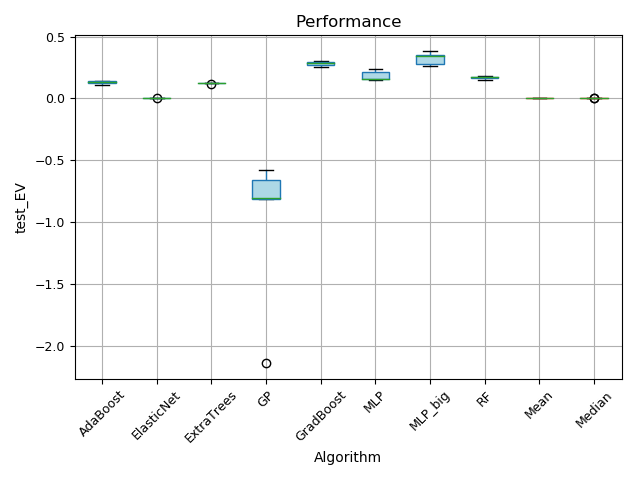 Performance
test_EV
0.5
0.0
−0.5
−1.0
−1.5
−2.0
AdaBoost
ElasticNet
ExtraTrees
GP
GradBoost
MLP
MLP_big
RF
Mean
Median
Algorithm